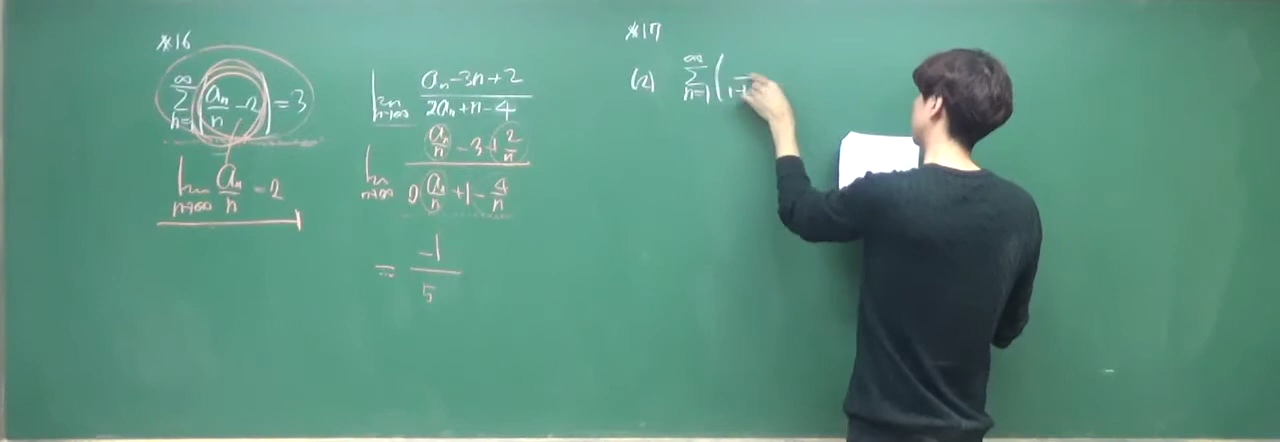 *16
∞∑n=1 (aₙ/n - 2) = 3
lim n→∞ aₙ/n = 2
lim n→∞ (aₙ - 3n + 2)/(2aₙ + n - 4)
lim n→∞ (aₙ/n - 3 + 2/n)/(2 aₙ/n + 1 - 4/n)
= -1/5
*17
(2) ∞∑n=1 ( 1+